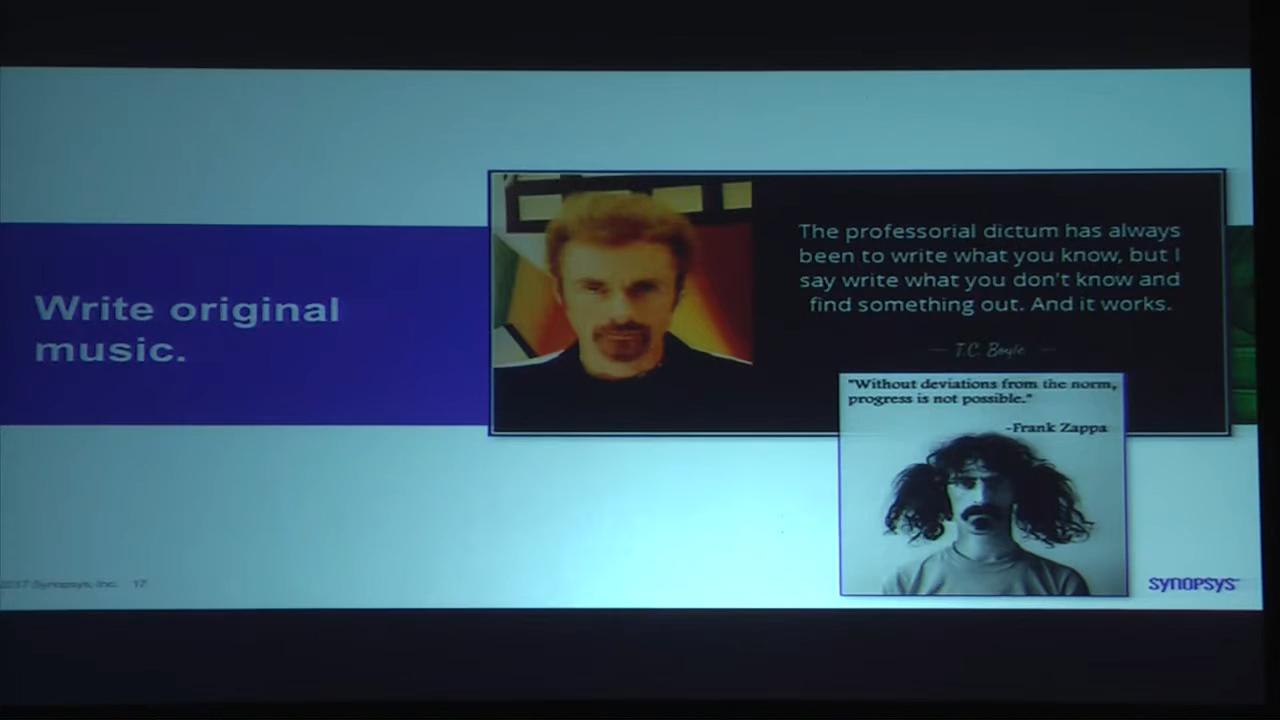 Write original
music.
The professorial dictum has always
been to write what you know, but I
say write what you don't know and
find something out. And it works.
T.C. Boyle
"Without deviations from the norm,
progress is not possible."
-Frank Zappa
2017 Synopsys, Inc. 17
SYNOPSYS